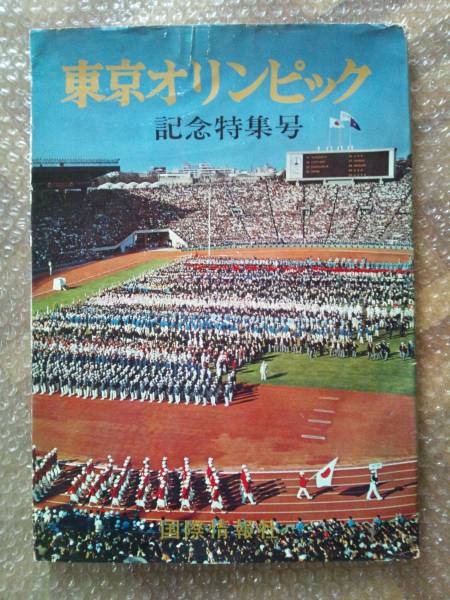 東京オリンピック
記念特集号
国際情報社